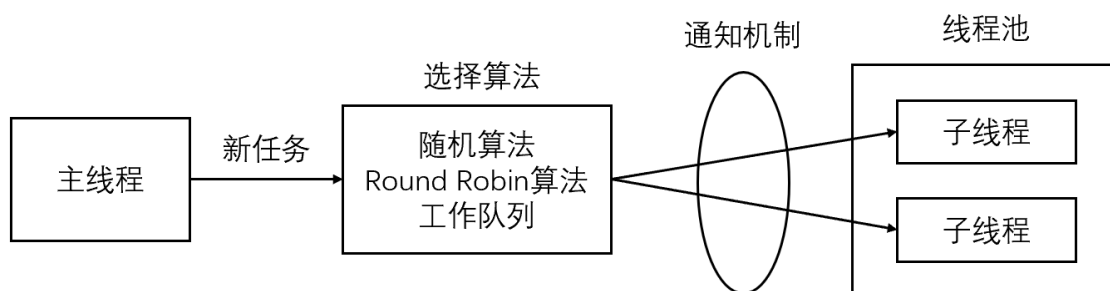 主线程
新任务
选择算法
随机算法
Round Robin算法
工作队列
通知机制
线程池
子线程
子线程